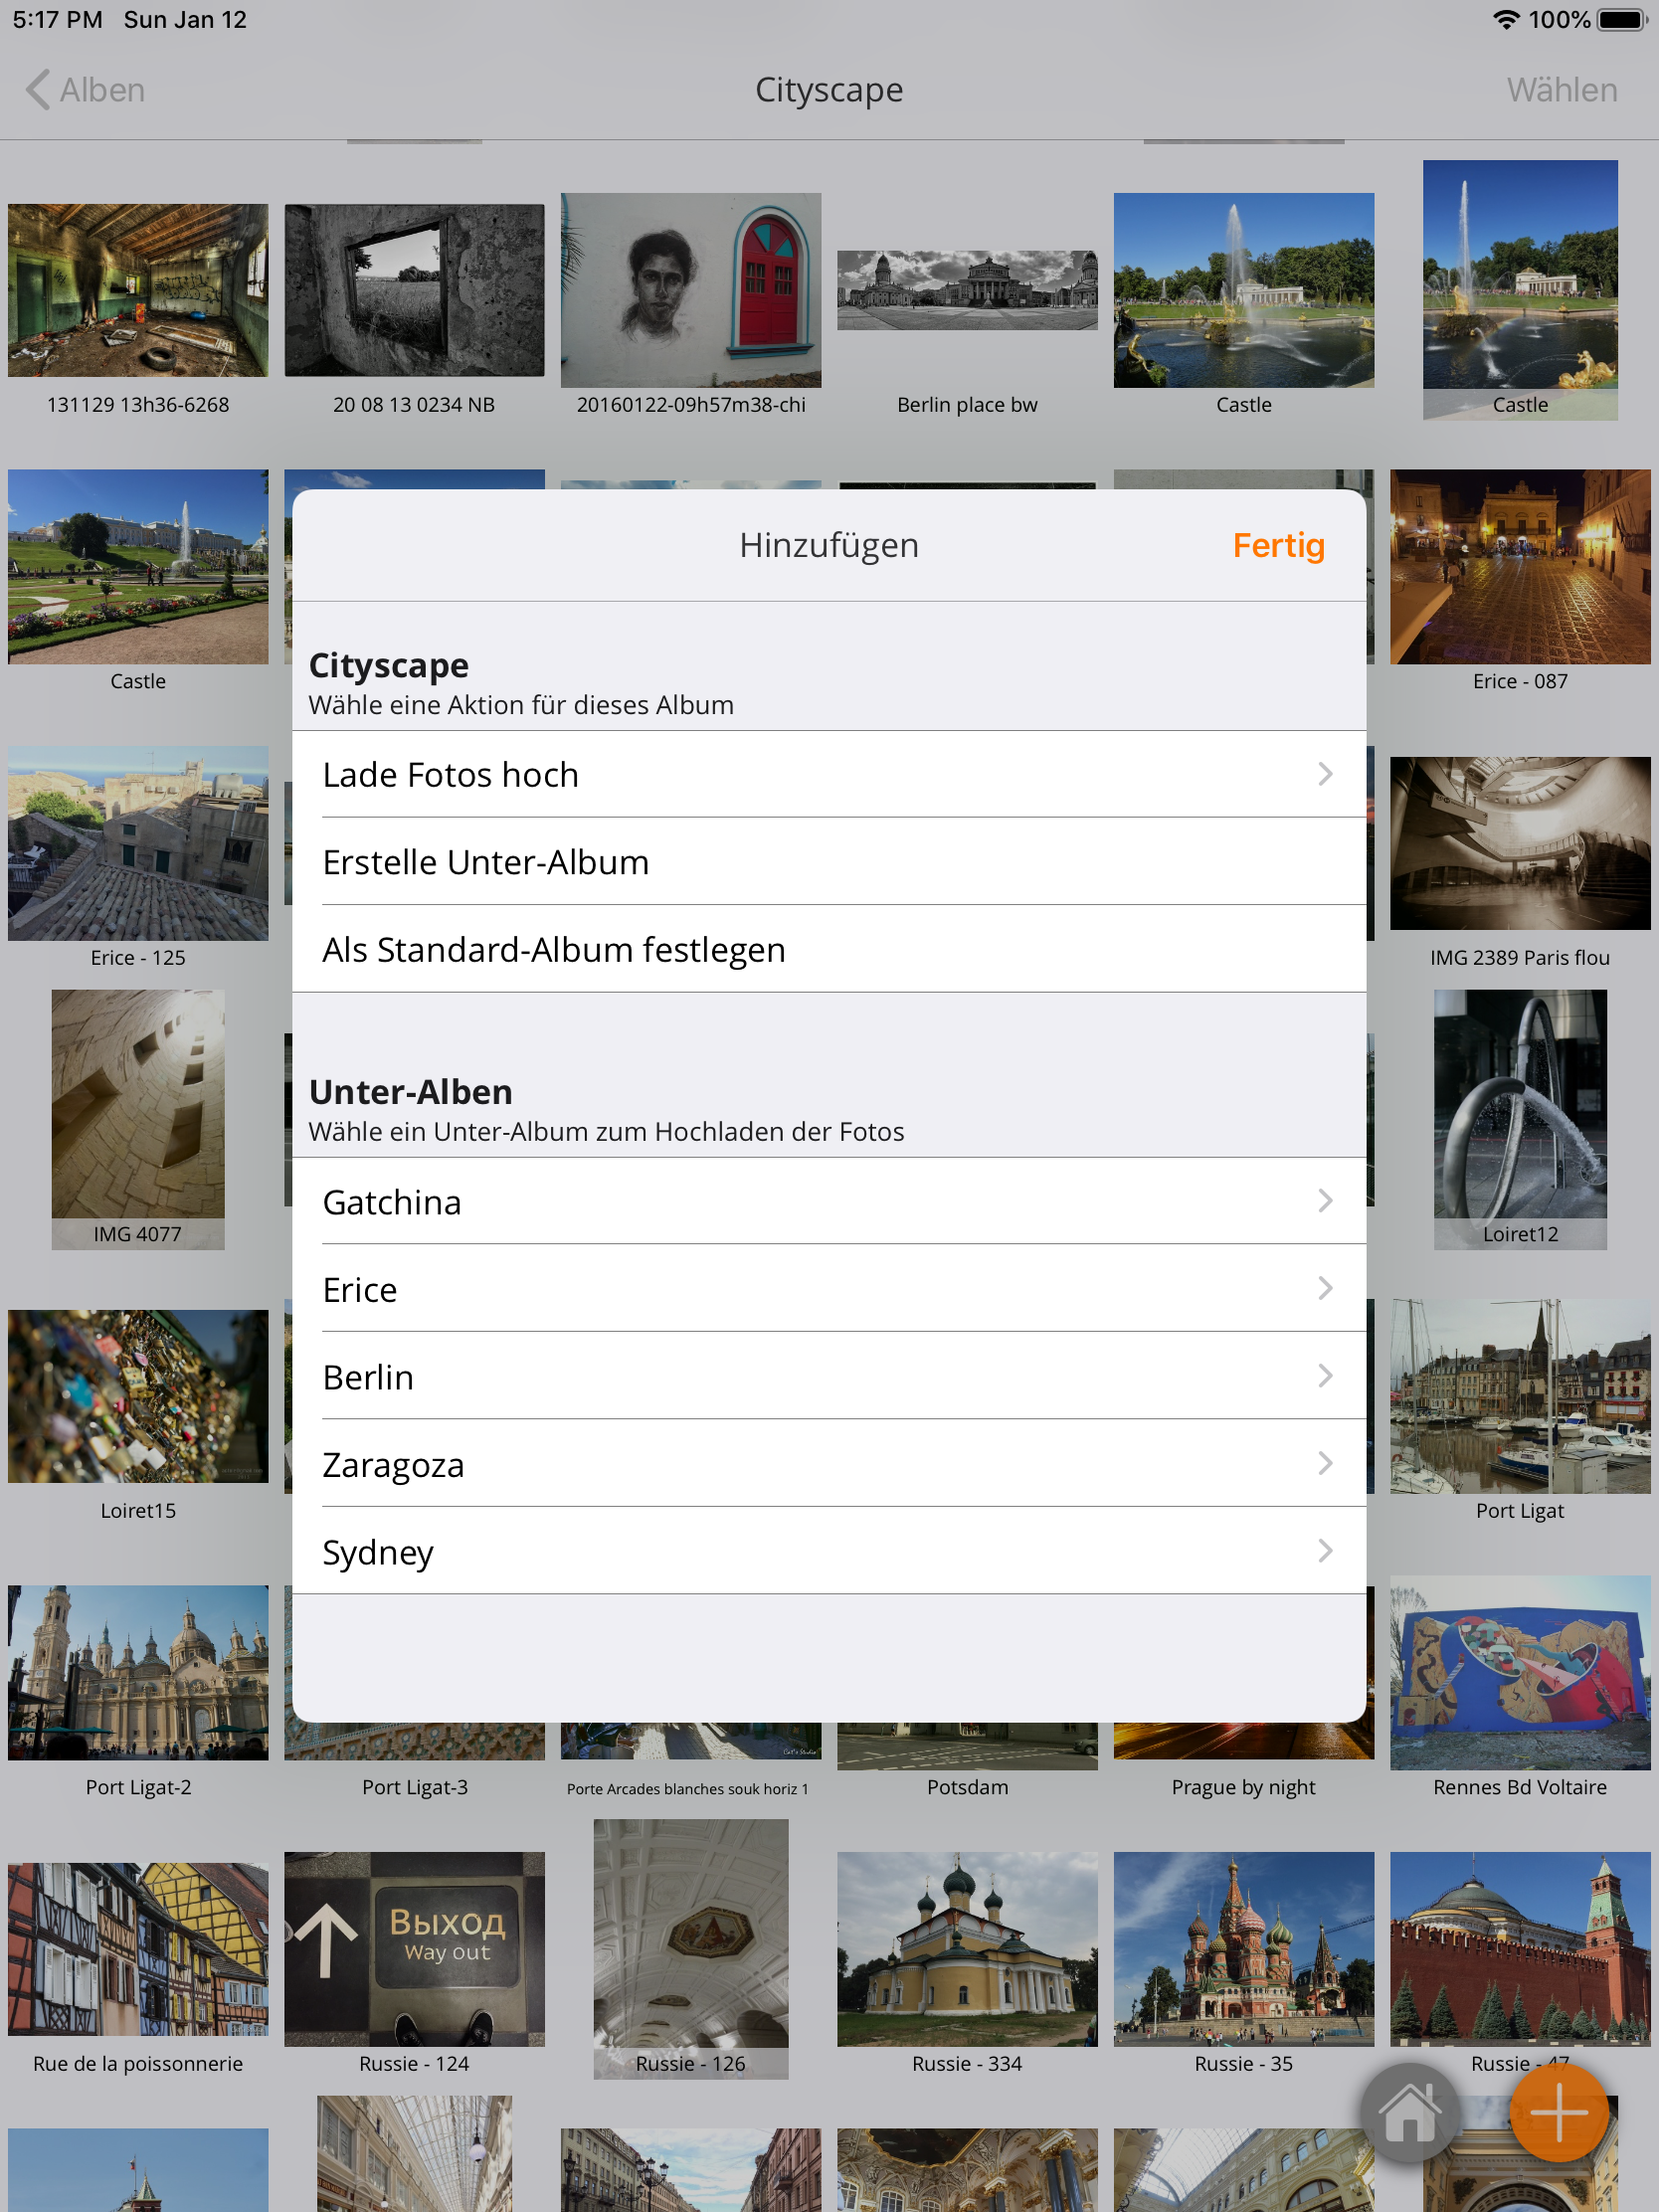 5:17 PM Sun Jan 12
100%
Alben
Cityscape
Wählen
131129 13h36-6268
20 08 13 0234 NB
20160122-09h57m38-chi
Berlin place bw
Castle
Castle
Castle
Erice - 087
Hinzufügen
Fertig
Cityscape
Wähle eine Aktion für dieses Album
Lade Fotos hoch
Erstelle Unter-Album
Als Standard-Album festlegen
Erice - 125
IMG 2389 Paris flou
Unter-Alben
Wähle ein Unter-Album zum Hochladen der Fotos
Gatchina
Erice
Berlin
Zaragoza
Sydney
IMG 4077
Loiret12
Loiret15
Port Ligat
Port Ligat-2
Port Ligat-3
Porte Arcades blanches souk horiz 1
Potsdam
Prague by night
Rennes Bd Voltaire
Выход
Way out
Rue de la poissonnerie
Russie - 124
Russie - 126
Russie - 334
Russie - 35
Russie - 47